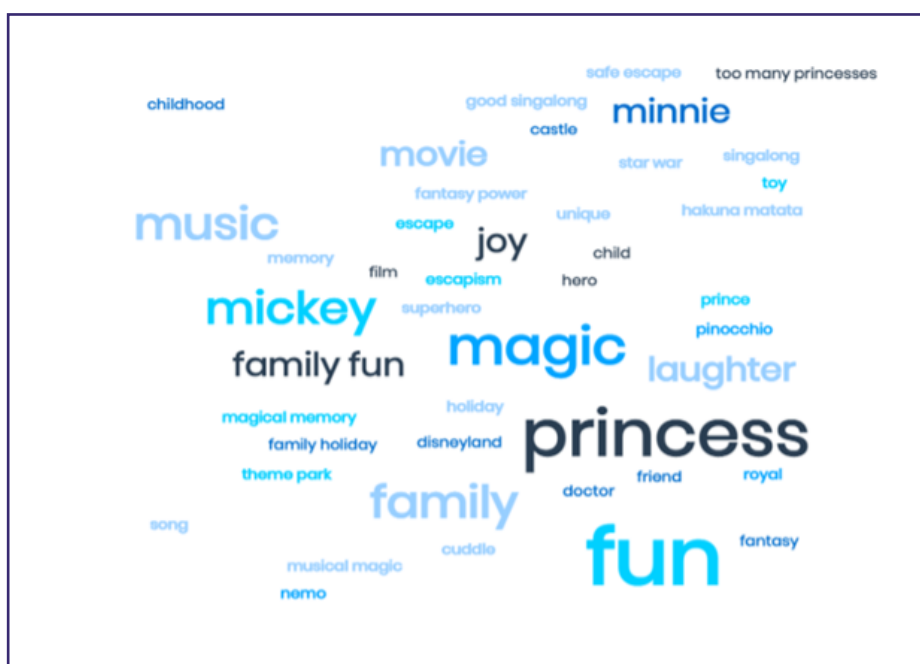 safe escape
too many princesses
childhood
good singalong
minnie
castle
movie
star war
singalong
toy
fantasy power
music
escape
unique
hakuna matata
joy
child
memory
film
escapism
hero
mickey
superhero
prince
pinocchio
magic
family fun
laughter
holiday
magical memory
princess
family holiday
disneyland
theme park
friend
royal
doctor
family
song
fun
fantasy
cuddle
musical magic
nemo